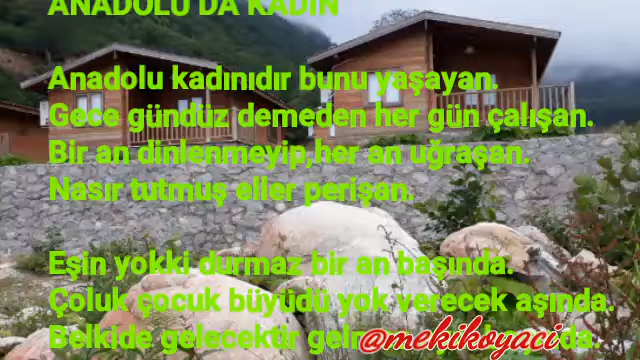 ANADOLU DA KADIN
Anadolu kadınıdır bunu yaşayan.
Gece gündüz demeden her gün çalışan.
Bir an dinlenmeyip,her an uğraşan.
Nasır tutmuş eller perişan.
Eşin yokki durmaz bir an başında.
Çoluk çocuk büyüdü yok verecek aşında.
Belkide gelecektir
@mekikoyaci